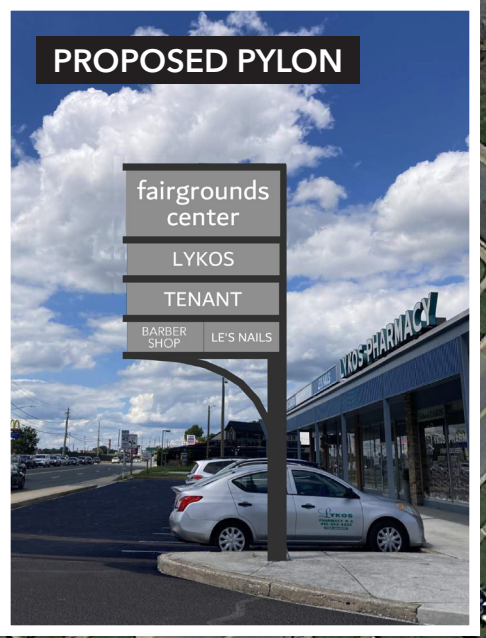 PROPOSED PYLON
fairgrounds
center
LYKOS
TENANT
BARBER
SHOP
LE'S NAILS
LYKOS PHARMACY
LYKOS